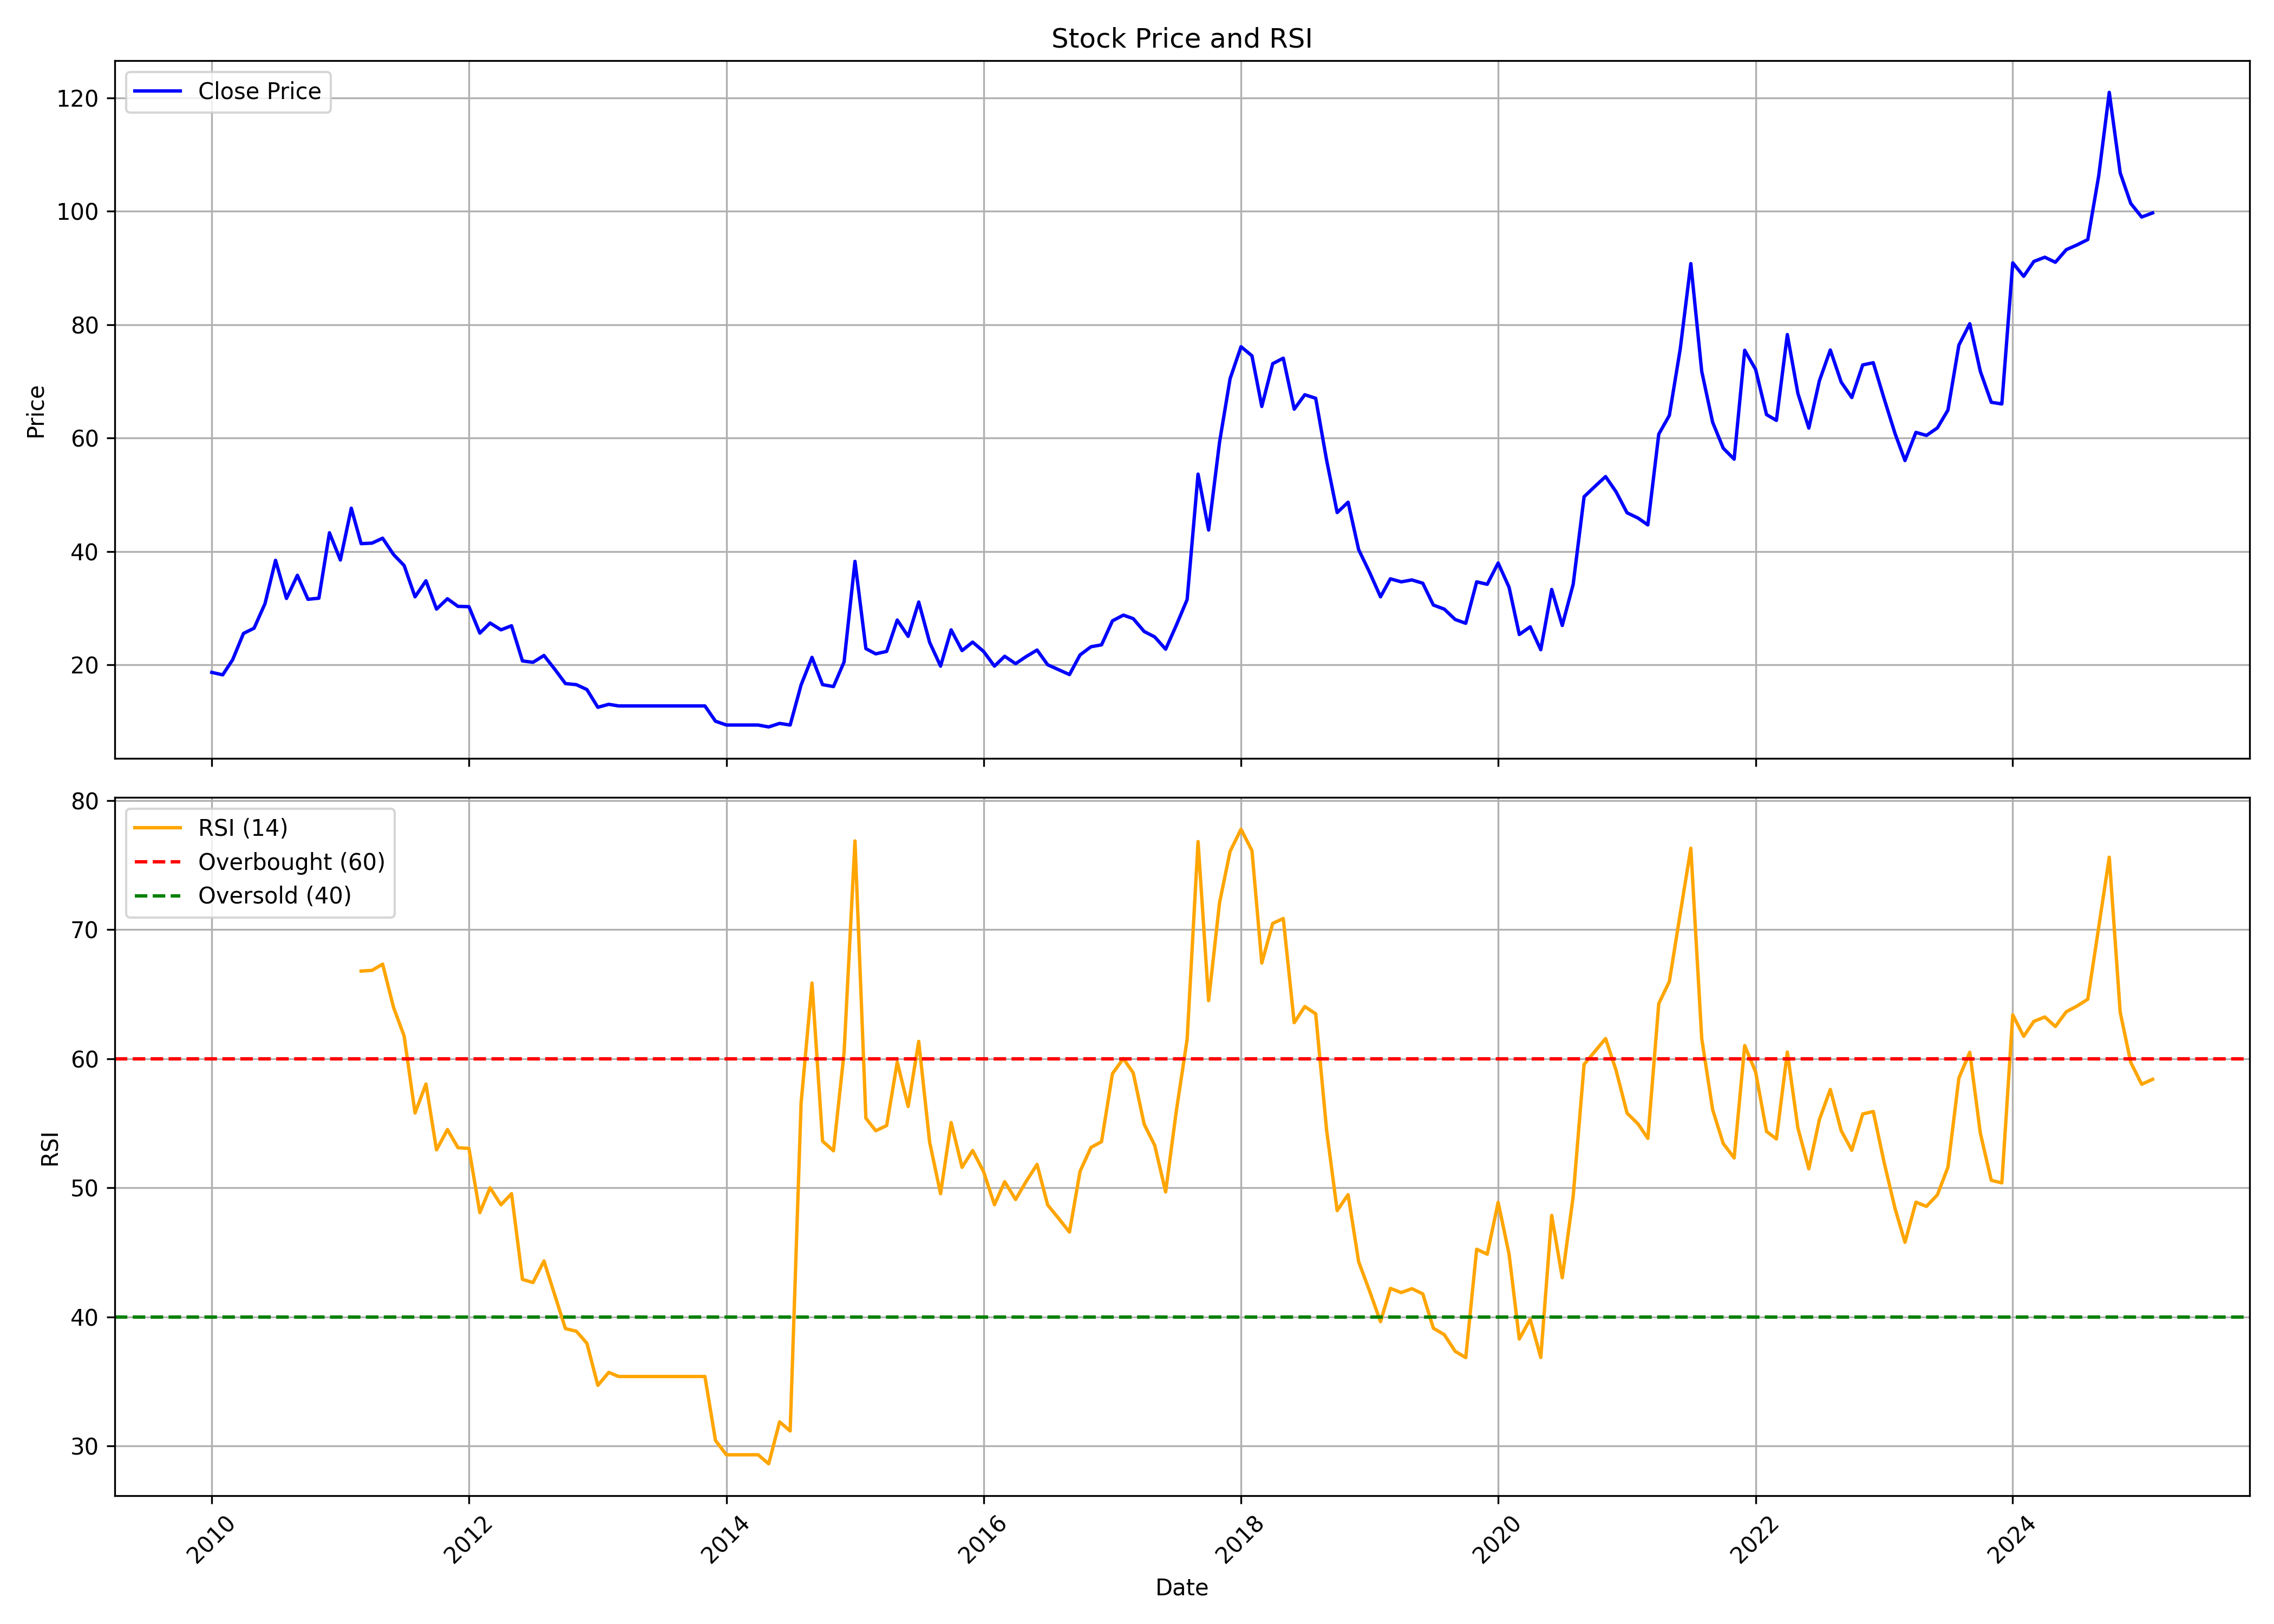 Stock Price and RSI
Close Price
120
100
80
60
40
20
Price
RSI (14)
Overbought (60)
Oversold (40)
80
70
60
50
40
30
RSI
2010
2012
2014
2016
2018
2020
2022
2024
Date